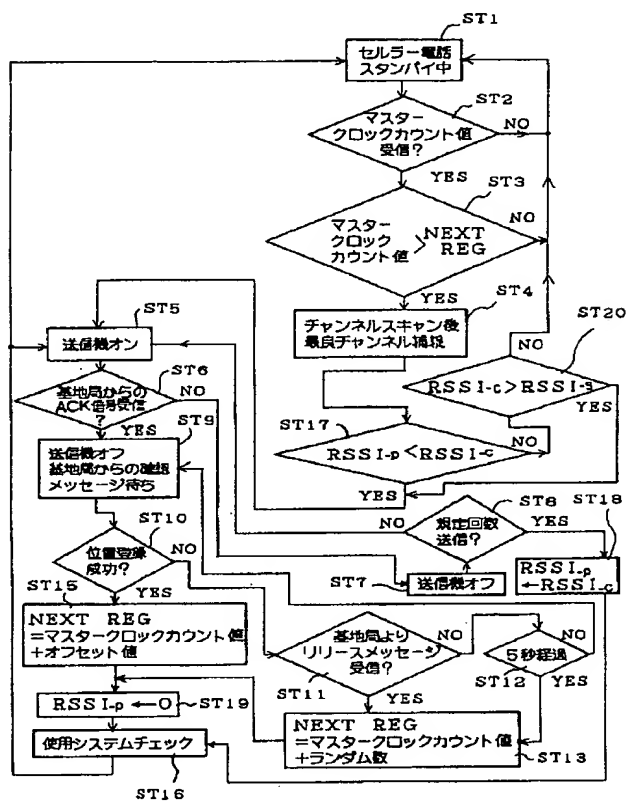 ST1
セルラー電話
スタンバイ中
ST2
マスター
クロックカウント値
受信?
NO
YES
ST3
マスター
クロック
カウント値
>
NEXT
REG
NO
YES
ST4
チャンネルスキャン後
最良チャンネル捕捉
ST5
送信機オン
ST6
基地局からの
ACK信号受信
?
NO
YES
ST9
送信機オフ
基地局からの確認
メッセージ待ち
ST20
NO
RSSI-c>RSSI-s
YES
ST17
RSSI-p<RSSI-c
NO
YES
ST8
規定回数
送信?
NO
YES
ST18
RSSI-p
←RSSI-c
ST7
送信機オフ
ST10
位置登録
成功?
NO
YES
ST15
NEXT REG
=マスタークロックカウント値
+オフセット値
基地局より
リリースメッセージ
受信?
NO
ST11
YES
5秒経過
NO
ST12
YES
RSSI-p ←0
ST19
NEXT REG
=マスタークロックカウント値
+ランダム数
ST13
使用システムチェック
ST16